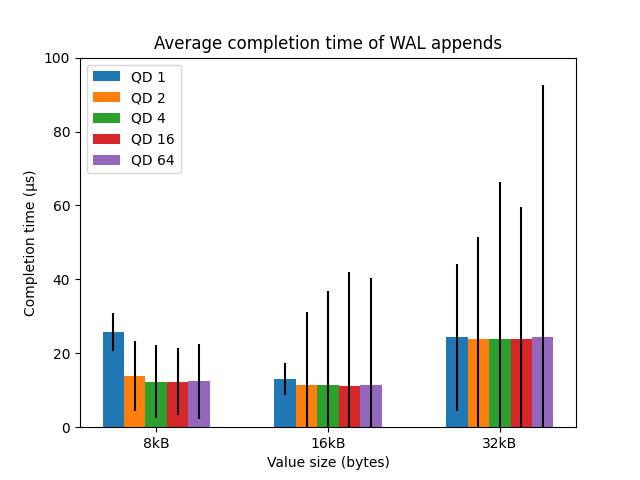 Average completion time of WAL appends
QD 1
QD 2
QD 4
QD 16
QD 64
100
80
60
40
20
0
Completion time (µs)
8kB
16kB
32kB
Value size (bytes)